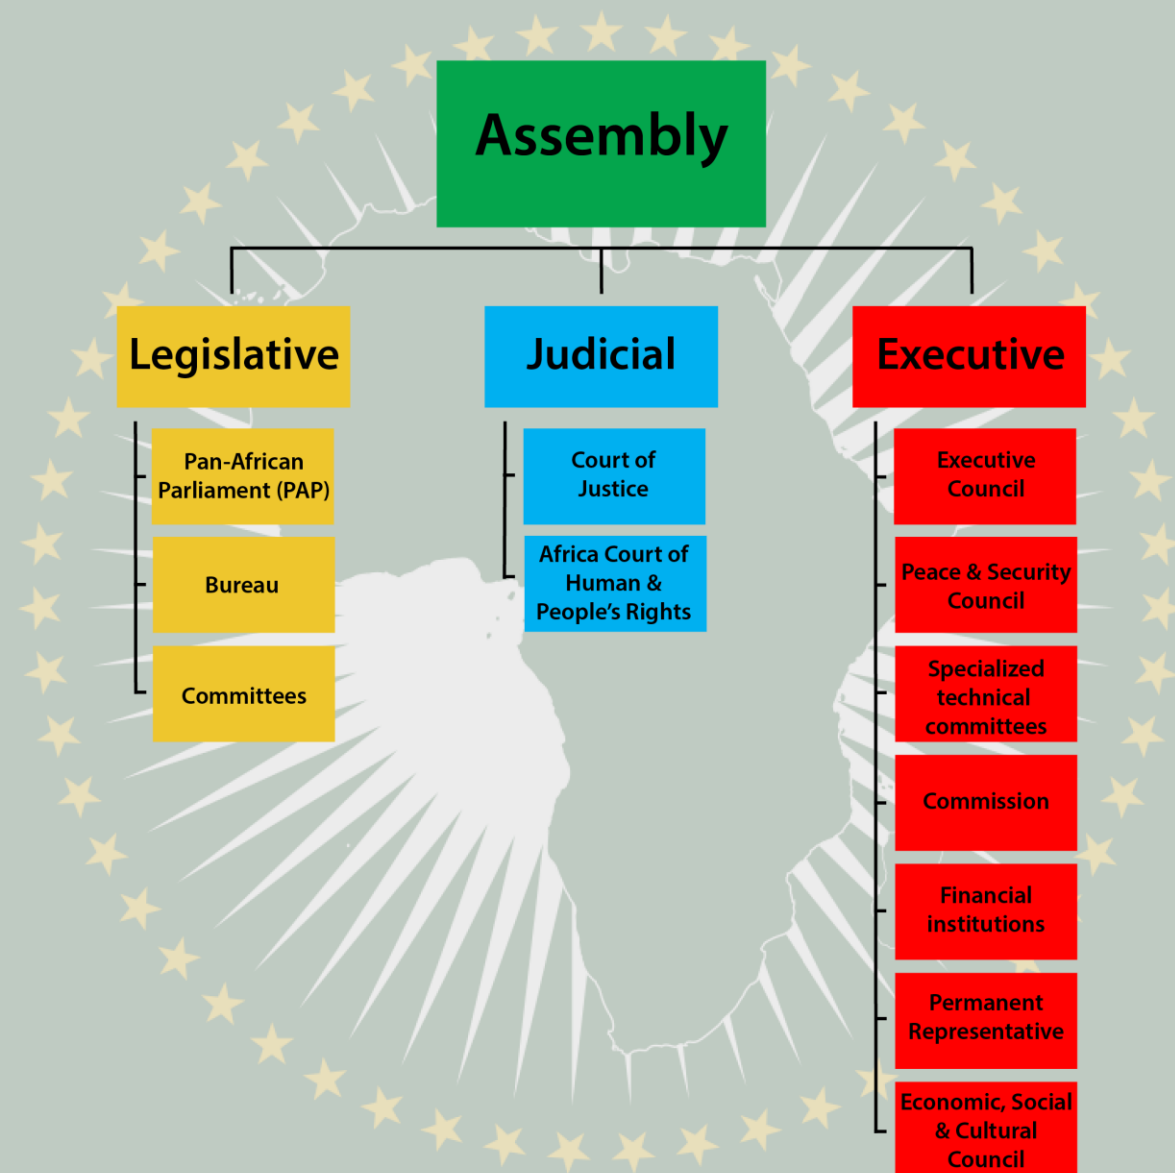 Assembly
Legislative
Judicial
Executive
Pan-African
Parliament (PAP)
Bureau
Committees
Court of
Justice
Africa Court of
Human &
People’s Rights
Executive
Council
Peace & Security
Council
Specialized
technical
committees
Commission
Financial
institutions
Permanent
Representative
Economic, Social
& Cultural
Council